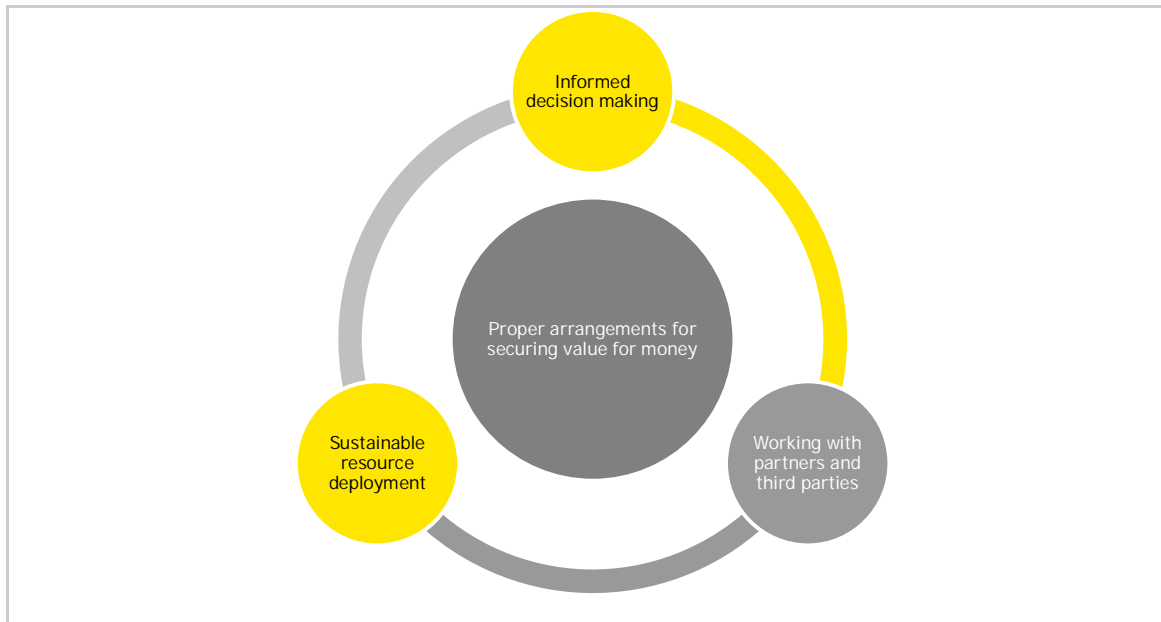 Informed
decision making
Proper arrangements for
securing value for money
Sustainable
resource
deployment
Working with
partners and
third parties